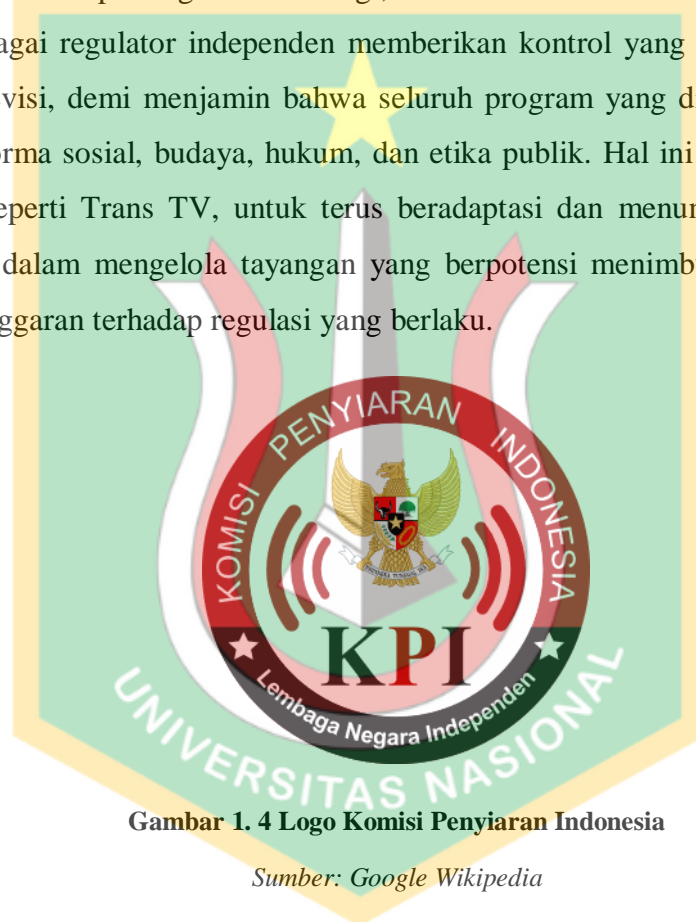 agai regulator independen memberikan kontrol yang
visi, demi menjamin bahwa seluruh program yang d
orma sosial, budaya, hukum, dan etika publik. Hal ini
eperti Trans TV, untuk terus beradaptasi dan menu
dalam mengelola tayangan yang berpotensi menimb
nggaran terhadap regulasi yang berlaku.
KOMISI PENYIARAN INDONESIA
KPI
Lembaga Negara Independen
UNIVERSITAS NASIONAL
Gambar 1. 4 Logo Komisi Penyiaran Indonesia
Sumber: Google Wikipedia